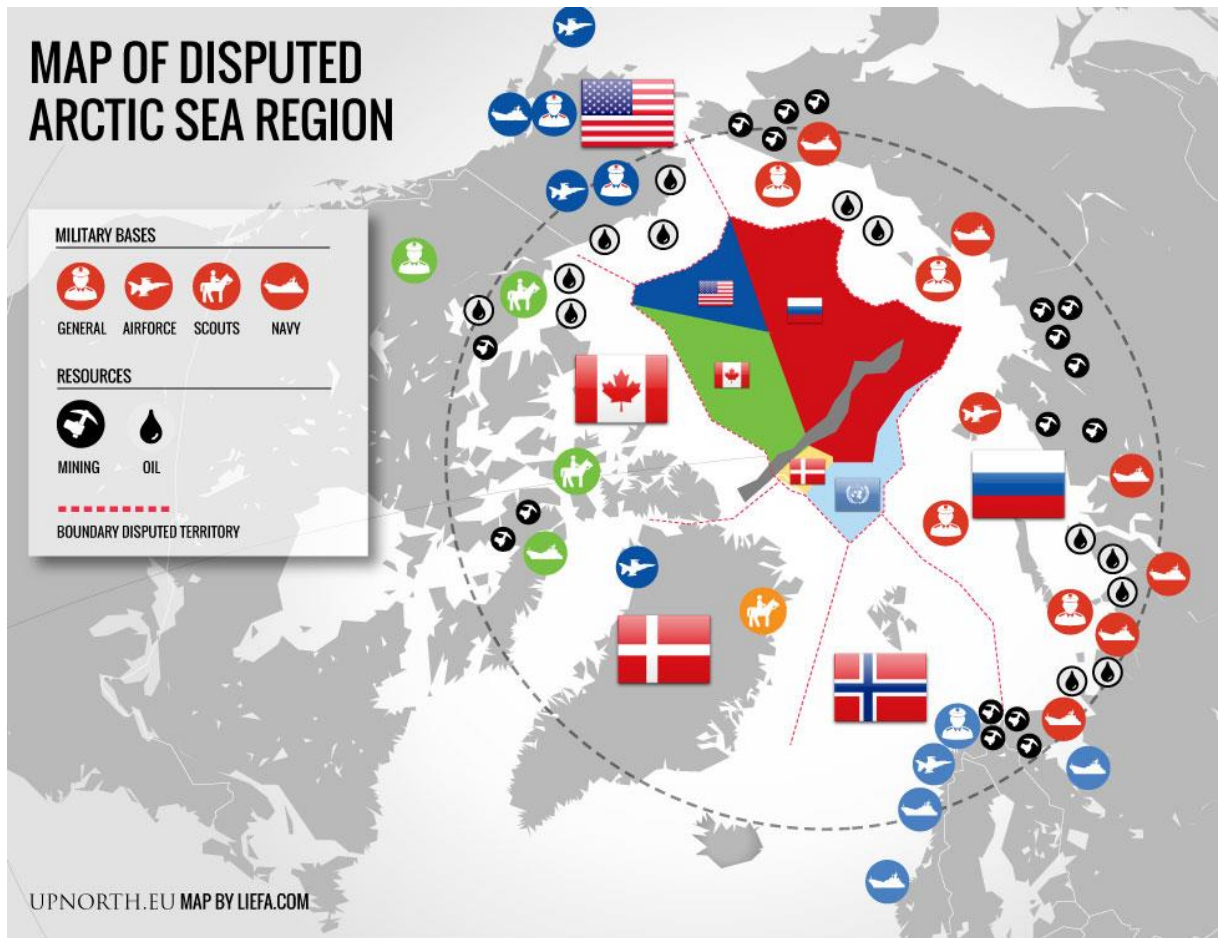 MAP OF DISPUTED
ARCTIC SEA REGION
MILITARY BASES
GENERAL AIRFORCE SCOUTS NAVY
RESOURCES
MINING OIL
BOUNDARY DISPUTED TERRITORY
UPNORTH.EU MAP BY LIEFA.COM